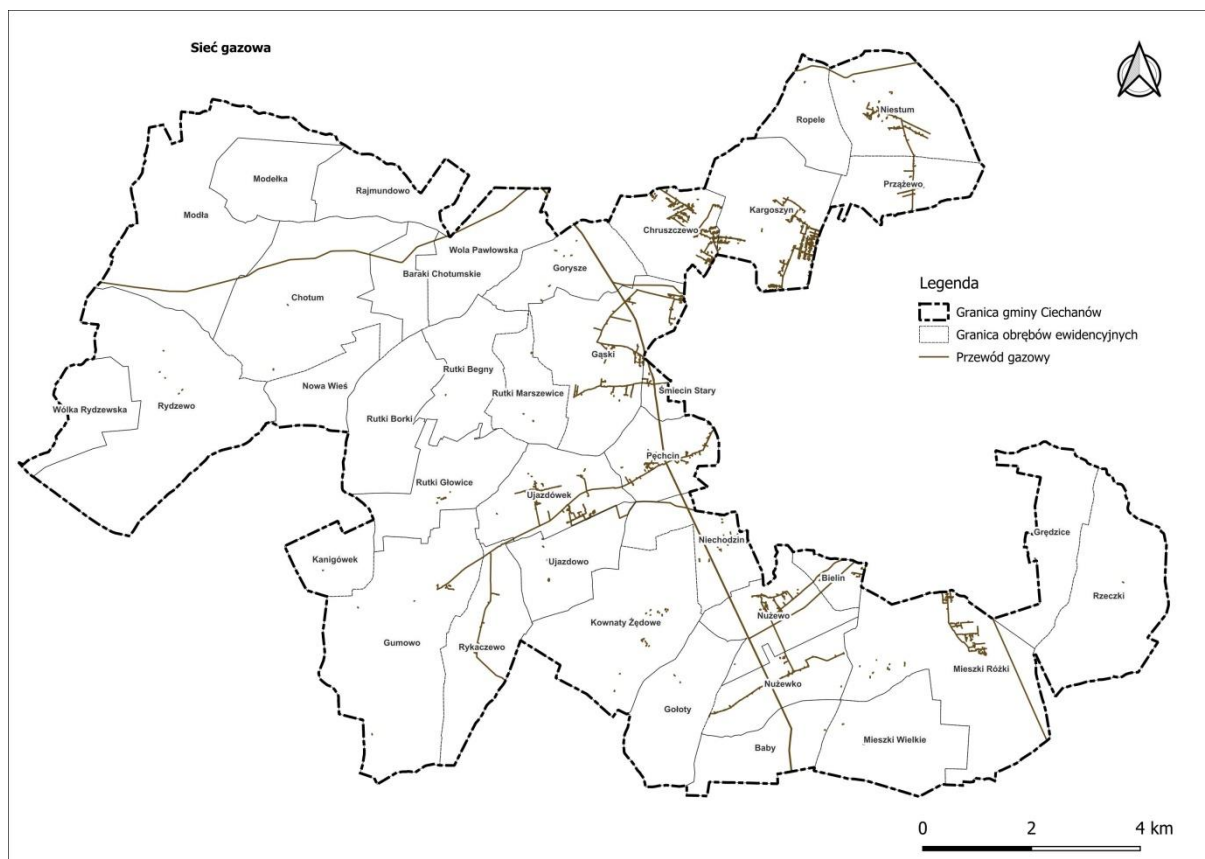 Sieć gazowa
Niestum
Ropele
Modełka
Przążewo
Rajmundowo
Kargoszyn
Modła
Chruszczewo
Wola Pawłowska
Gorysze
Baraki Chotumskie
Chotum
Legenda
Granica gminy Ciechanów
Granica obrębów ewidencyjnych
Przewód gazowy
Gąski
Rutki Begny
Nowa Wieś
Śmiecin Stary
Rutki Marszewice
Wólka Rydzewska
Rydzewo
Rutki Borki
Pęchcin
Rutki Głowice
Ujazdówek
Grędzice
Niechodzin
Kanigówek
Ujazdowo
Bielin
Rzeczki
Nużewo
Kownaty Żędowe
Gumowo
Rykaczewo
Mieszki Różki
Nużewko
Gołoty
Mieszki Wielkie
Baby
0 2 4 km